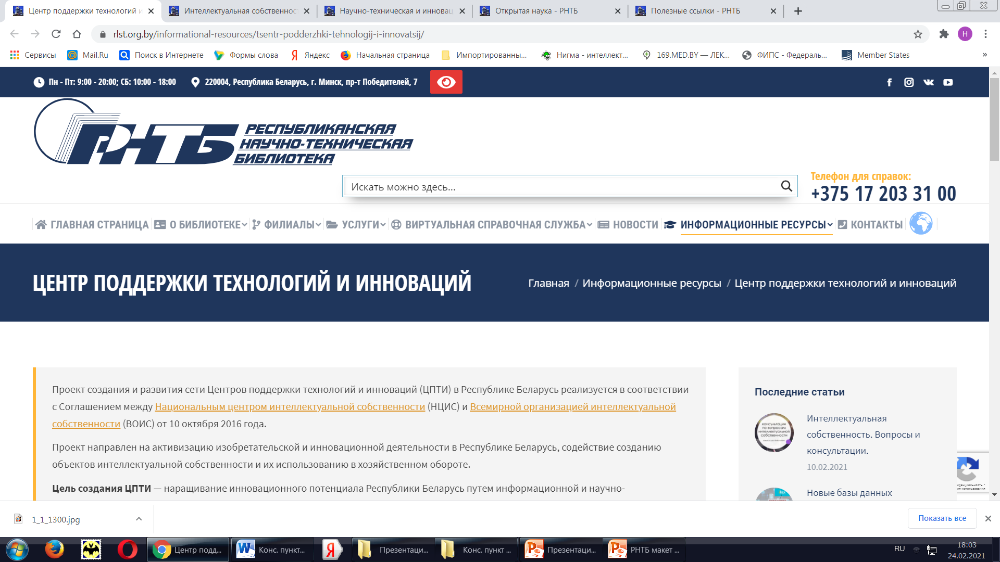 Центр поддержки технологий и
Интеллектуальная собственнос
Научно-техническая и инновац
Открытая наука - РНТБ
Полезные ссылки - РНТБ
rlst.org.by/informational-resources/tsentr-podderzhki-tehnologij-i-innovatsij/
H
Сервисы
Mail.Ru
Поиск в Интернете
Формы слова
Яндекс
Начальная страница
Импортированны...
Нигма - интеллект...
169.MED.BY — ЛЕК...
ФИПС - Федераль...
Member States
»
Пн - Пт: 9:00 - 20:00; СБ: 10:00 - 18:00
220004, Республика Беларусь, г. Минск, пр-т Победителей, 7
РНТБ
РЕСПУБЛИКАНСКАЯ
НАУЧНО-ТЕХНИЧЕСКАЯ
БИБЛИОТЕКА
Искать можно здесь...
Телефон для справок:
+375 17 203 31 00
ГЛАВНАЯ СТРАНИЦА
О БИБЛИОТЕКЕ
ФИЛИАЛЫ
УСЛУГИ
ВИРТУАЛЬНАЯ СПРАВОЧНАЯ СЛУЖБА
НОВОСТИ
ИНФОРМАЦИОННЫЕ РЕСУРСЫ
КОНТАКТЫ
ЦЕНТР ПОДДЕРЖКИ ТЕХНОЛОГИЙ И ИННОВАЦИЙ
Главная / Информационные ресурсы / Центр поддержки технологий и инноваций
Проект создания и развития сети Центров поддержки технологий и инноваций (ЦПТИ) в Республике Беларусь реализуется в соответствии
с Соглашением между Национальным центром интеллектуальной собственности (НЦИС) и Всемирной организацией интеллектуальной
собственности (ВОИС) от 10 октября 2016 года.
Проект направлен на активизацию изобретательской и инновационной деятельности в Республике Беларусь, содействие созданию
объектов интеллектуальной собственности и их использованию в хозяйственном обороте.
Цель создания ЦПТИ — наращивание инновационного потенциала Республики Беларусь путем информационной и научно-
Последние статьи
консультации
по вопросам
интеллектуальной
собственности
Интеллектуальная
собственность. Вопросы и
консультации.
10.02.2021
Новые базы данных
1_1_1300.jpg
Показать все
Центр подд...
Конс. пункт...
Презентаци...
Конс. пункт ...
Презентаци...
РНТБ макет ...
RU
18:03
24.02.2021